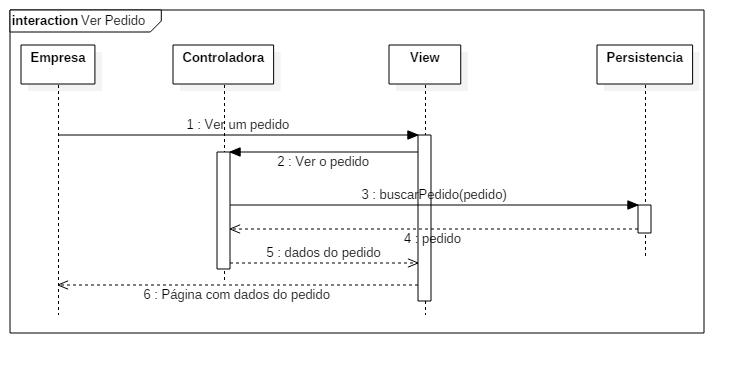 interaction Ver Pedido
Empresa
Controladora
View
Persistencia
1 : Ver um pedido
2 : Ver o pedido
3 : buscarPedido(pedido)
4 : pedido
5 : dados do pedido
6 : Página com dados do pedido